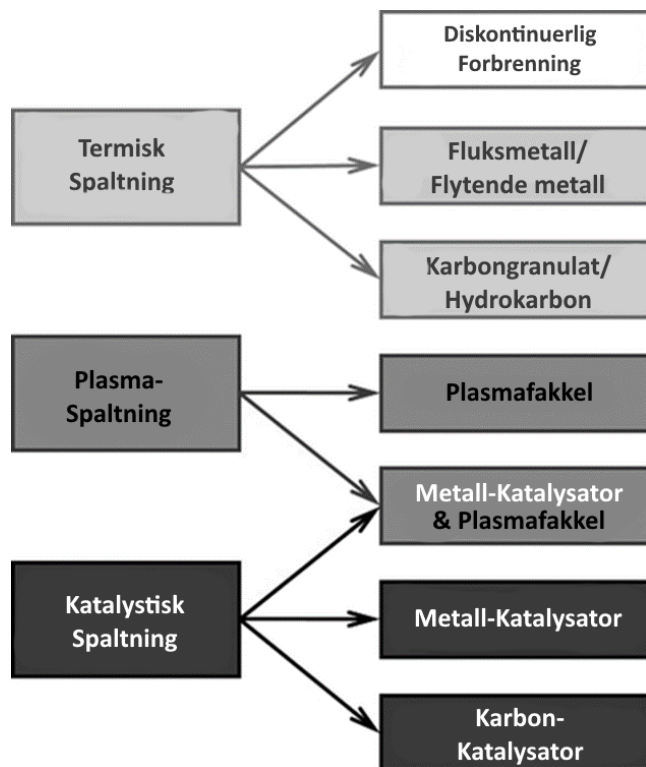 Diskontinuerlig
Forbrenning
Termisk
Spaltning
Fluksmetall/
Flytende metall
Karbongranulat/
Hydrokarbon
Plasma-
Spaltning
Plasmafakkel
Metall-Katalysator
& Plasmafakkel
Katalystisk
Spaltning
Metall-Katalysator
Karbon-
Katalysator